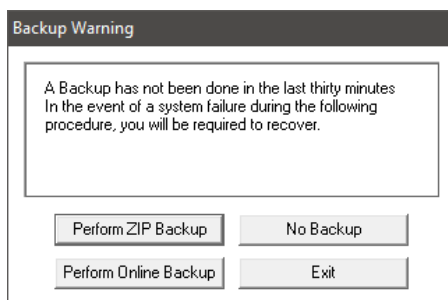 Backup Warning
A Backup has not been done in the last thirty minutes
In the event of a system failure during the following
procedure, you will be required to recover.
Perform ZIP Backup
No Backup
Perform Online Backup
Exit